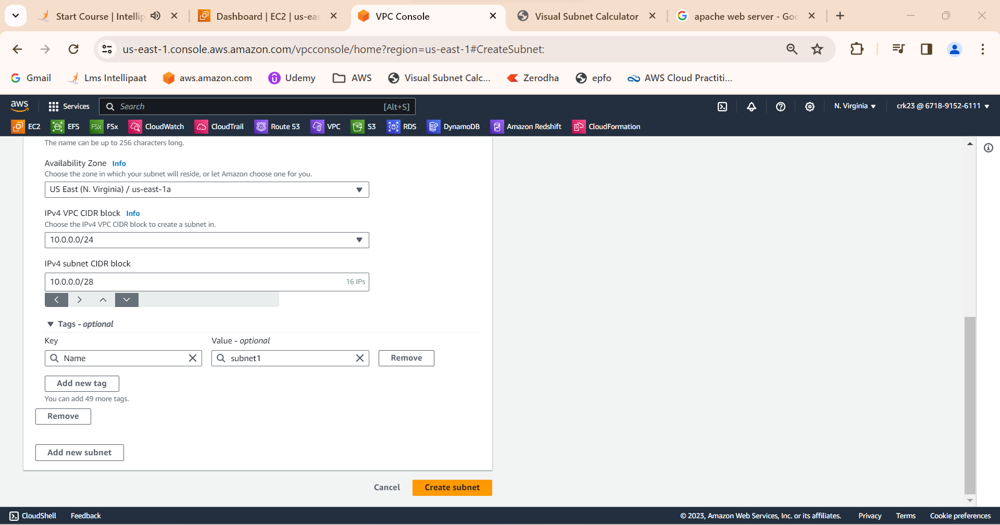 Start Course | Intellip
Dashboard | EC2 | us-eas
VPC Console
Visual Subnet Calculator
apache web server - Goo
us-east-1.console.aws.amazon.com/vpcconsole/home?region=us-east-1#CreateSubnet:
Gmail
Lms Intellipaat
aws.amazon.com
Udemy
AWS
Visual Subnet Calc...
Zerodha
epfo
AWS Cloud Practiti...
aws
Services
Search
[Alt+S]
N. Virginia
crk23 @ 6718-9152-6111
EC2
EFS
FSx
FSx
CloudWatch
CloudTrail
Route 53
VPC
S3
RDS
DynamoDB
Amazon Redshift
CloudFormation
The name can be up to 256 characters long.
Availability Zone Info
Choose the zone in which your subnet will reside, or let Amazon choose one for you.
US East (N. Virginia) / us-east-1a
IPv4 VPC CIDR block Info
Choose the IPv4 VPC CIDR block to create a subnet in.
10.0.0.0/24
IPv4 subnet CIDR block
10.0.0.0/28
16 IPs
Tags - optional
Key
Value - optional
Name
subnet1
Remove
Add new tag
You can add 49 more tags.
Remove
Add new subnet
Cancel
Create subnet
CloudShell
Feedback
© 2023, Amazon Web Services, Inc. or its affiliates.
Privacy
Terms
Cookie preferences